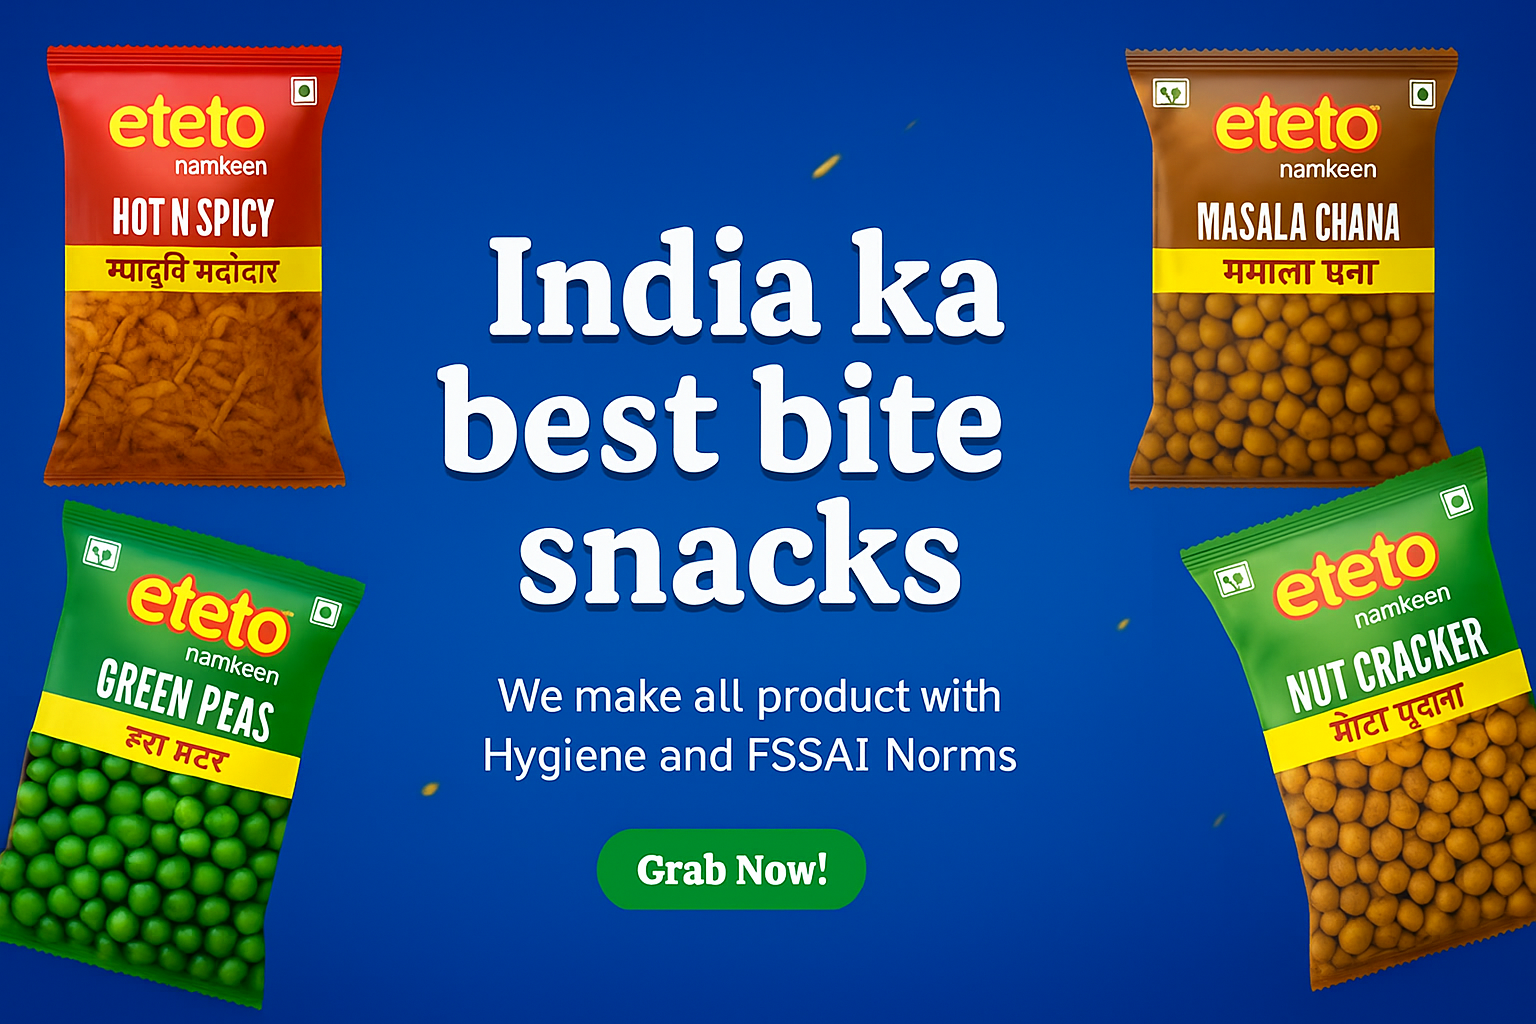 eteto
namkeen
HOT N SPICY
म्पादुवि मदोदार
eteto
namkeen
MASALA CHANA
ममाला घना
India ka
best bite
snacks
eteto
namkeen
GREEN PEAS
हरा मटर
eteto
namkeen
NUT CRACKER
मोटा पूदाना
We make all product with
Hygiene and FSSAI Norms
Grab Now!